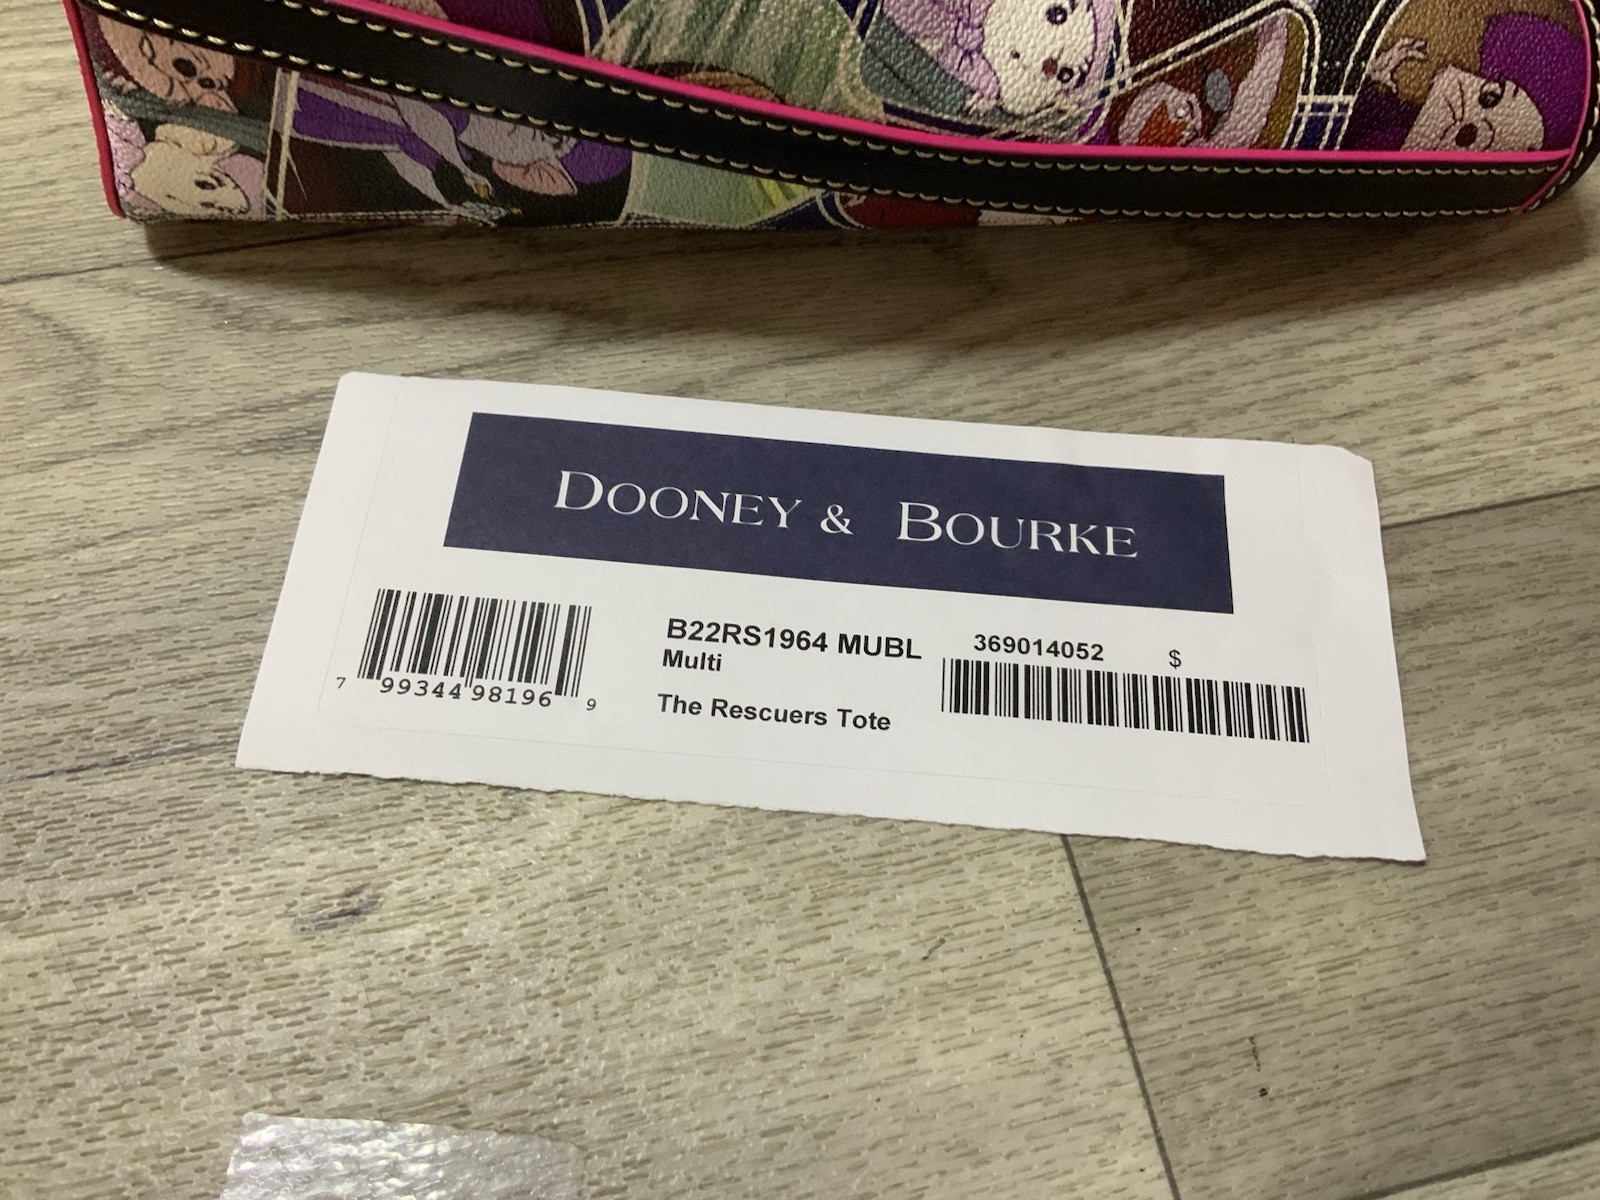 DOONEY & BOURKE
B22RS1964 MUBL
Multi
The Rescuers Tote
369014052
$
7 99344 98196 9